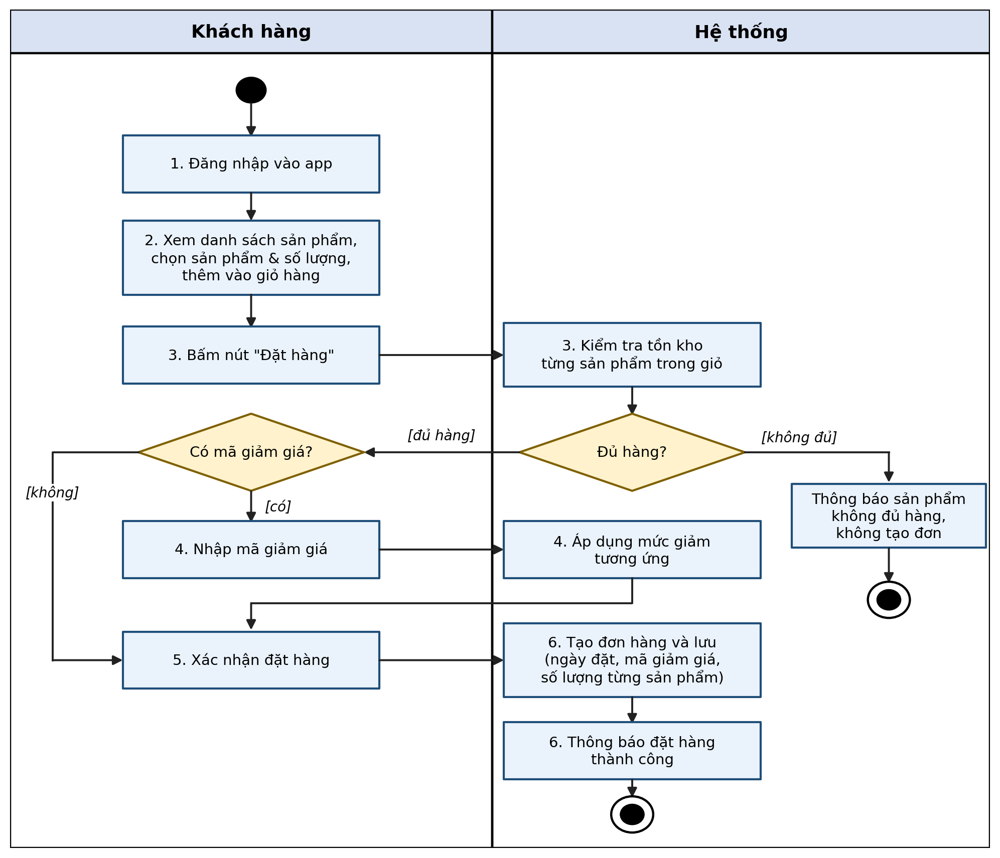 Khách hàng
Hệ thống
1. Đăng nhập vào app
2. Xem danh sách sản phẩm,
chọn sản phẩm & số lượng,
thêm vào giỏ hàng
3. Bấm nút "Đặt hàng"
3. Kiểm tra tồn kho
từng sản phẩm trong giỏ
Có mã giảm giá?
[đủ hàng]
Đủ hàng?
[không đủ]
[không]
[có]
Thông báo sản phẩm
không đủ hàng,
không tạo đơn
4. Nhập mã giảm giá
4. Áp dụng mức giảm
tương ứng
5. Xác nhận đặt hàng
6. Tạo đơn hàng và lưu
(ngày đặt, mã giảm giá,
số lượng từng sản phẩm)
6. Thông báo đặt hàng
thành công